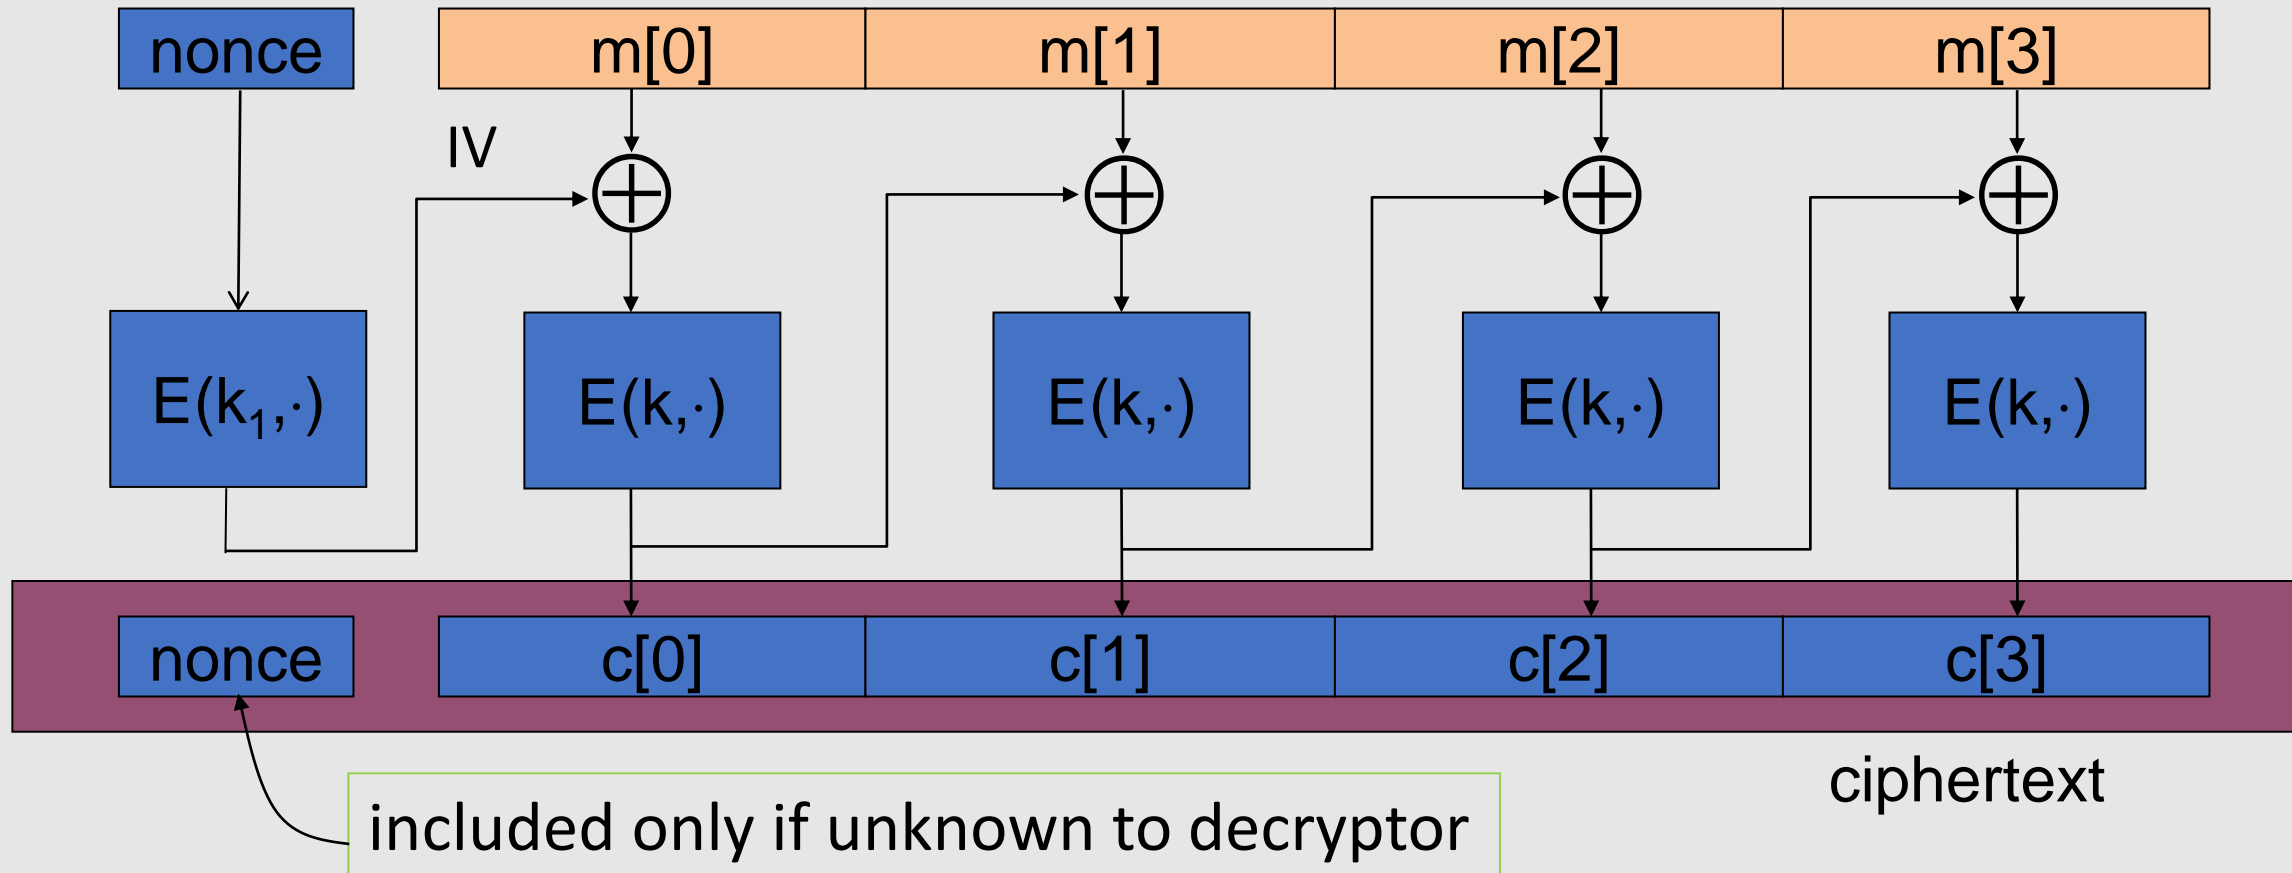 nonce m[0] m[1] m[2] m[3]
IV
E(k₁,·) E(k,·) E(k,·) E(k,·) E(k,·)
nonce c[0] c[1] c[2] c[3]
ciphertext
included only if unknown to decryptor